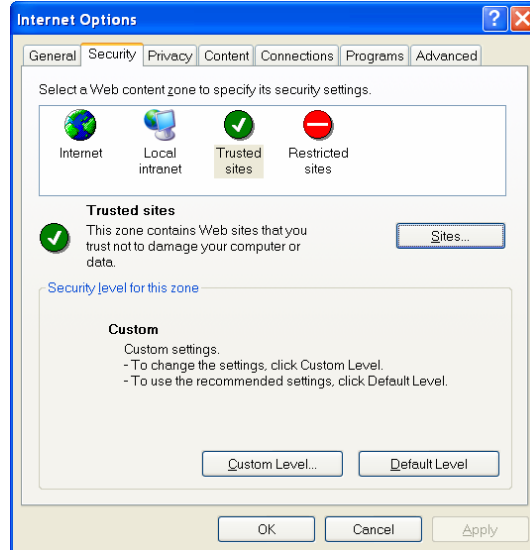 Internet Options
General Security Privacy Content Connections Programs Advanced
Select a Web content zone to specify its security settings.
Internet
Local intranet
Trusted sites
Restricted sites
Trusted sites
This zone contains Web sites that you
trust not to damage your computer or
data.
Sites...
Security level for this zone
Custom
Custom settings.
- To change the settings, click Custom Level.
- To use the recommended settings, click Default Level.
Custom Level... Default Level
OK Cancel Apply